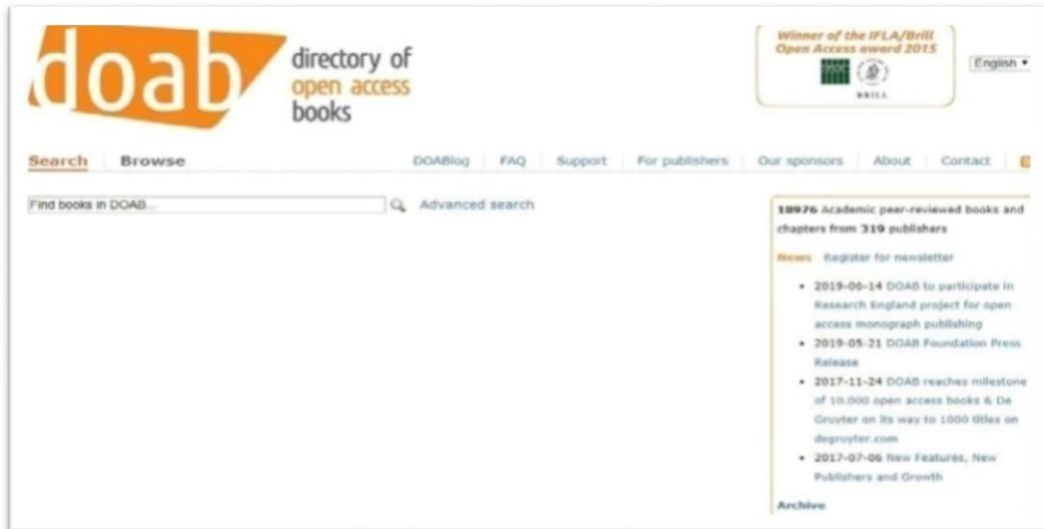 doab
directory of
open access
books
Winner of the IFLA/Brill
Open Access award 2015
BRILL
English
Search
Browse
DOABlog
FAQ
Support
For publishers
Our sponsors
About
Contact
Find books in DOAB...
Advanced search
18976 Academic peer-reviewed books and
chapters from 319 publishers
News Register for newsletter
• 2019-06-14 DOAB to participate in
Research England project for open
access monograph publishing
• 2019-05-21 DOAB Foundation Press
Release
• 2017-11-24 DOAB reaches milestone
of 10.000 open access books & De
Gruyter on its way to 1000 titles on
degruyter.com
• 2017-07-06 New Features, New
Publishers and Growth
Archive